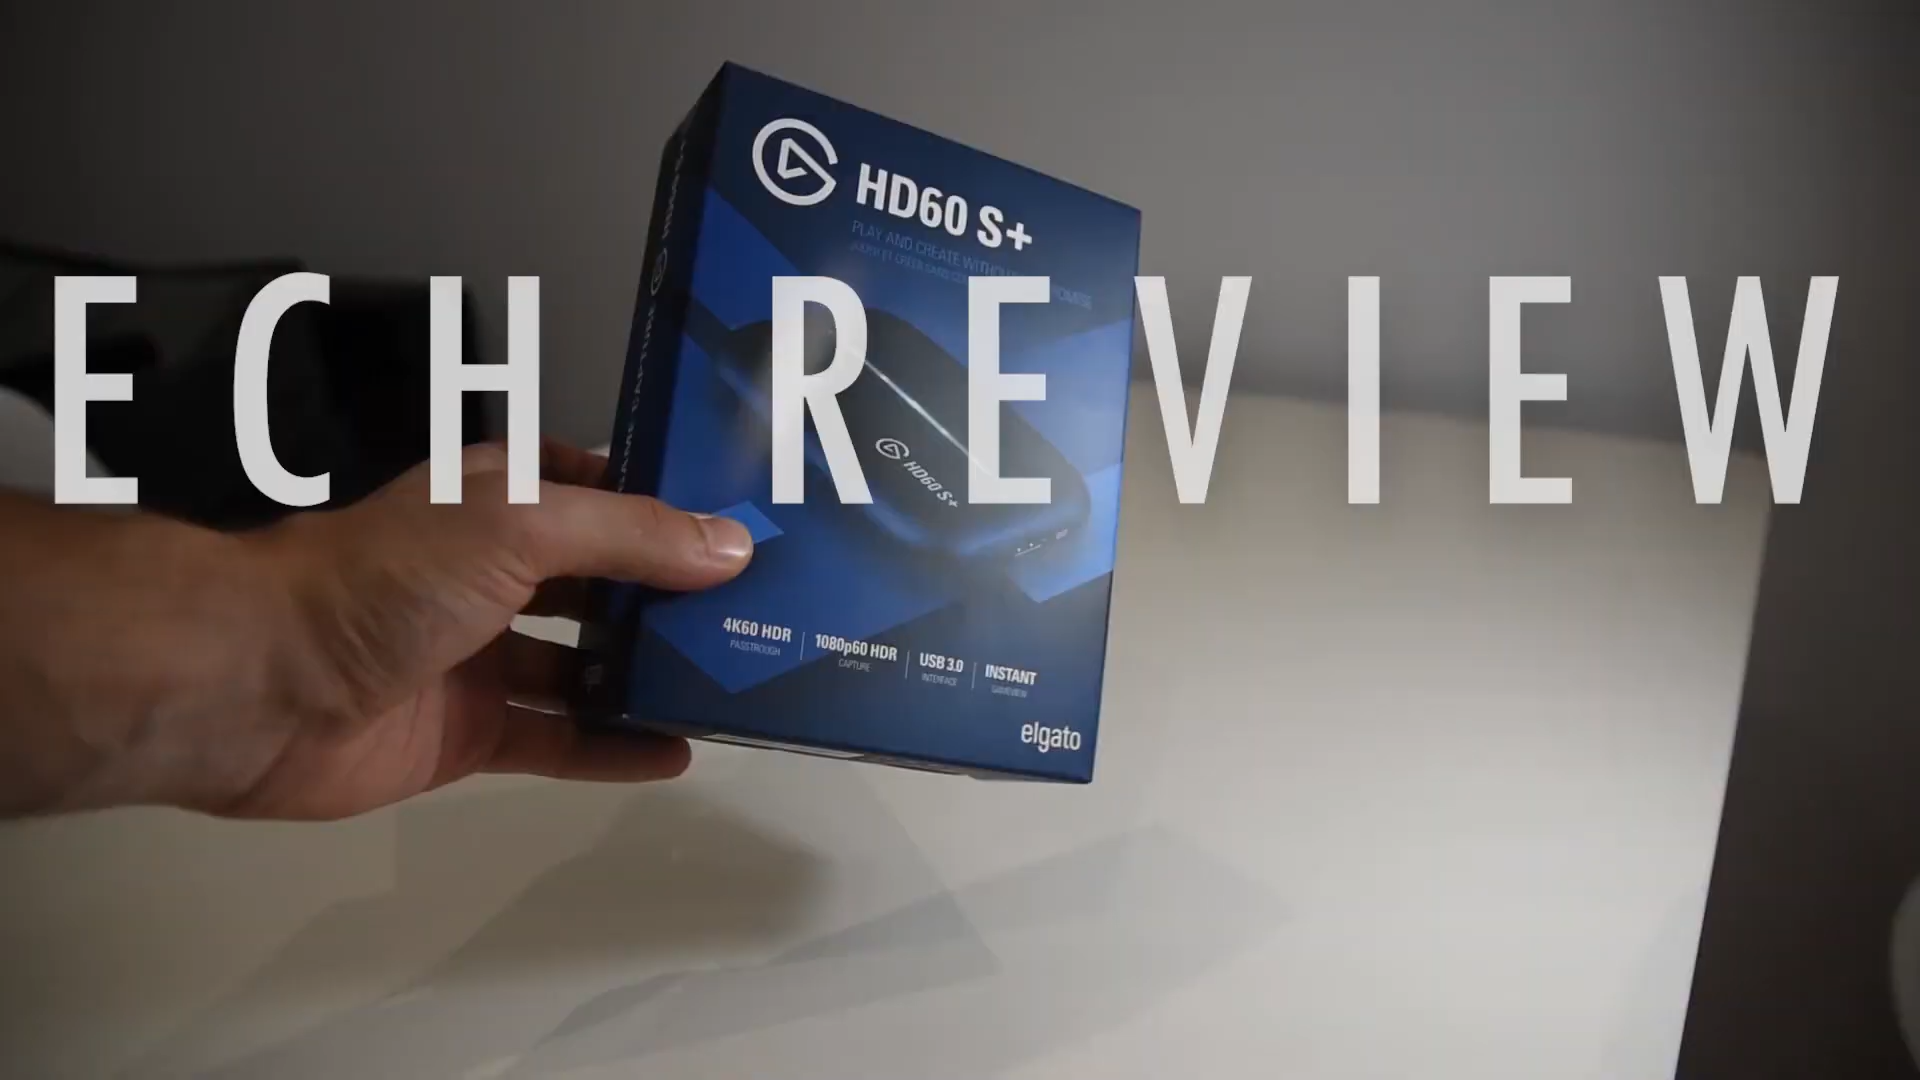 HD60 S+
PLAY AND CREATE WITHOUT
ECH REVIEW
HD60 S+
4K60 HDR
PASSTROUGH
1080p60 HDR
CAPTURE
USB 3.0
INTERFACE
INSTANT
GAMEVIEW
elgato